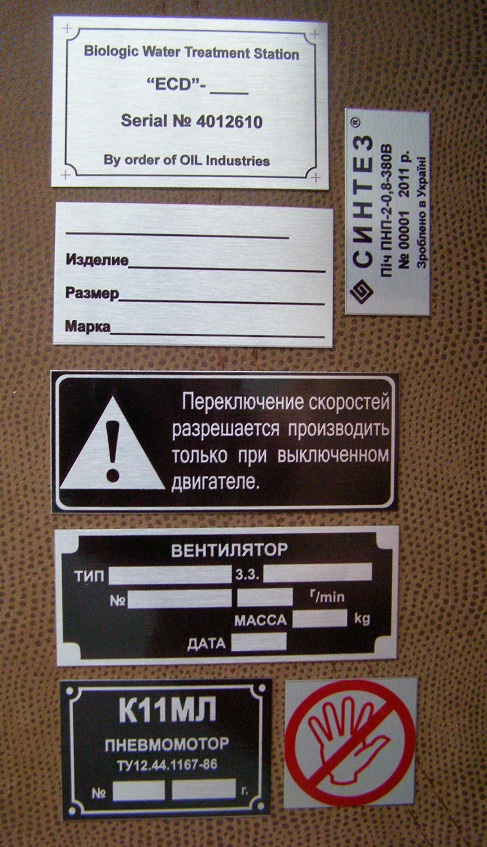 Biologic Water Treatment Station
“ECD”- ____
Serial № 4012610
By order of OIL Industries
СИНТЕЗ®
Піч ПНП-2-0,8-380В
№ 00001 2011 р.
Зроблено в Україні
Изделие
Размер
Марка
Переключение скоростей
разрешается производить
только при выключенном
двигателе.
ВЕНТИЛЯТОР
ТИП З.З.
№ r/min
МАССА kg
ДАТА
К11МЛ
ПНЕВМОМОТОР
ТУ12.44.1167-86
№ г.